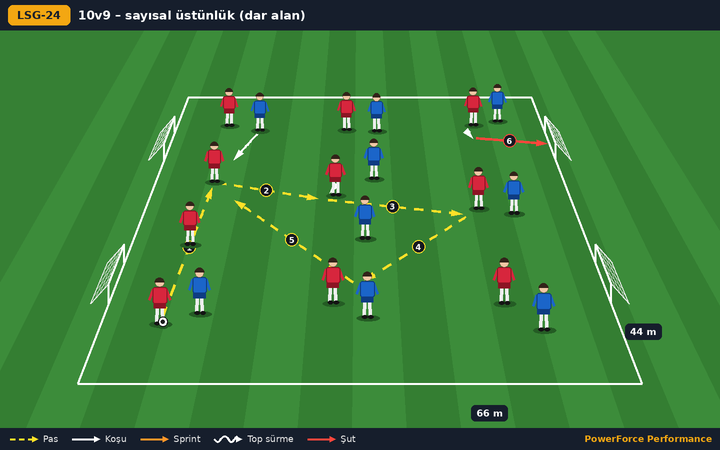 LSG-24
10v9 – sayısal üstünlük (dar alan)
6
2
3
5
4
44 m
66 m
Pas
Koşu
Sprint
Top sürme
Şut
PowerForce Performance